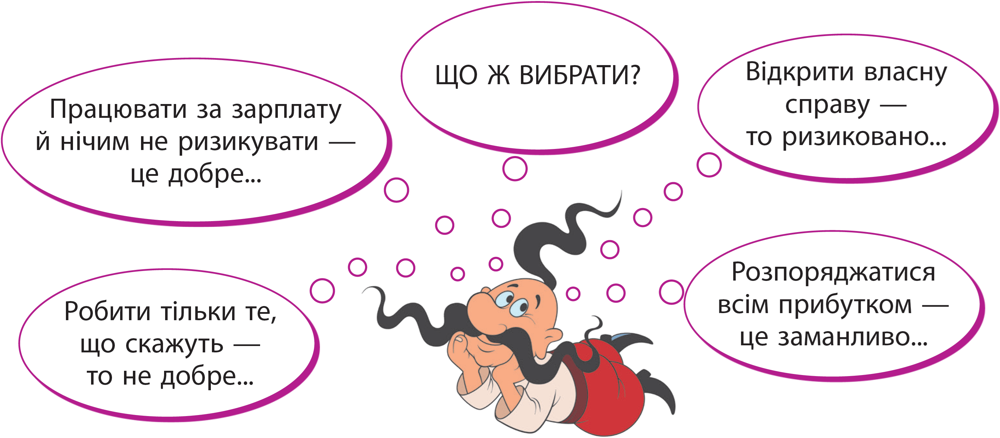 Працювати за зарплату
й нічим не ризикувати —
це добре...
ЩО Ж ВИБРАТИ?
Відкрити власну
справу —
то ризиковано...
Робити тільки те,
що скажуть —
то не добре...
Розпоряджатися
всім прибутком —
це заманливо...